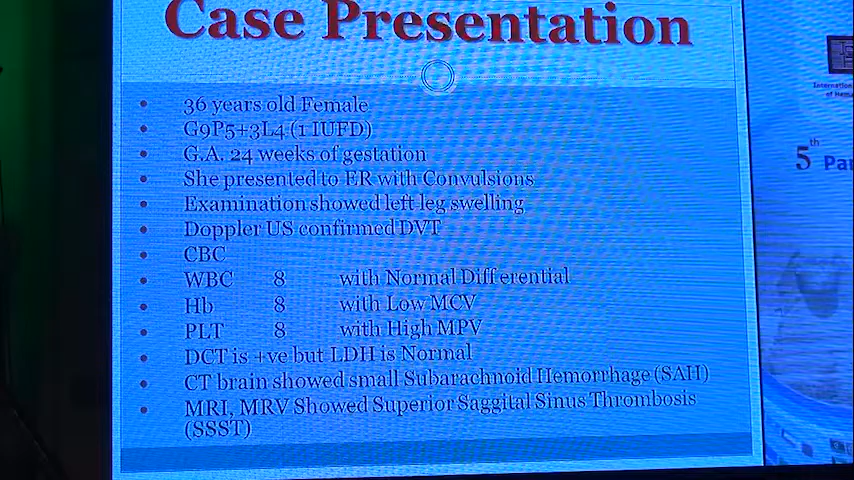 Case Presentation
• 36 years old Female
• G9P5+3L4 (1 IUFD)
• G.A. 24 weeks of gestation
• She presented to ER with Convulsions
• Examination showed left leg swelling
• Doppler US confirmed DVT
• CBC
• WBC 8 with Normal Differential
• Hb 8 with Low MCV
• PLT 8 with High MPV
• DCT is +ve but LDH is Normal
• CT brain showed small Subarachnoid Hemorrhage (SAH)
• MRI, MRV Showed Superior Saggital Sinus Thrombosis
(SSST)
5th Pa